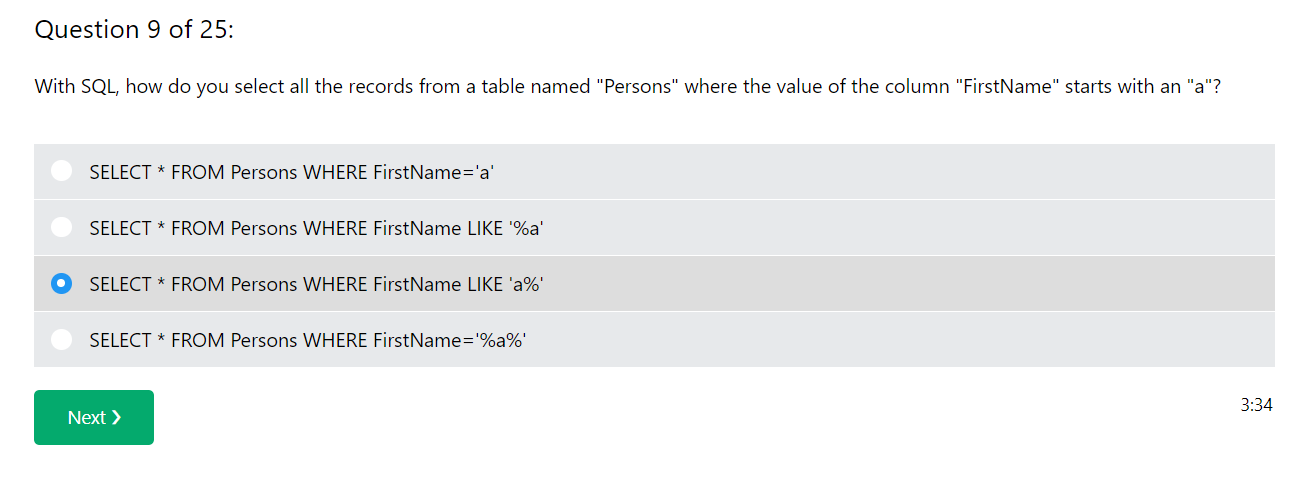 Question 9 of 25:
With SQL, how do you select all the records from a table named "Persons" where the value of the column "FirstName" starts with an "a"?
SELECT * FROM Persons WHERE FirstName='a'
SELECT * FROM Persons WHERE FirstName LIKE '%a'
SELECT * FROM Persons WHERE FirstName LIKE 'a%'
SELECT * FROM Persons WHERE FirstName='%a%'
Next ❯
3:34